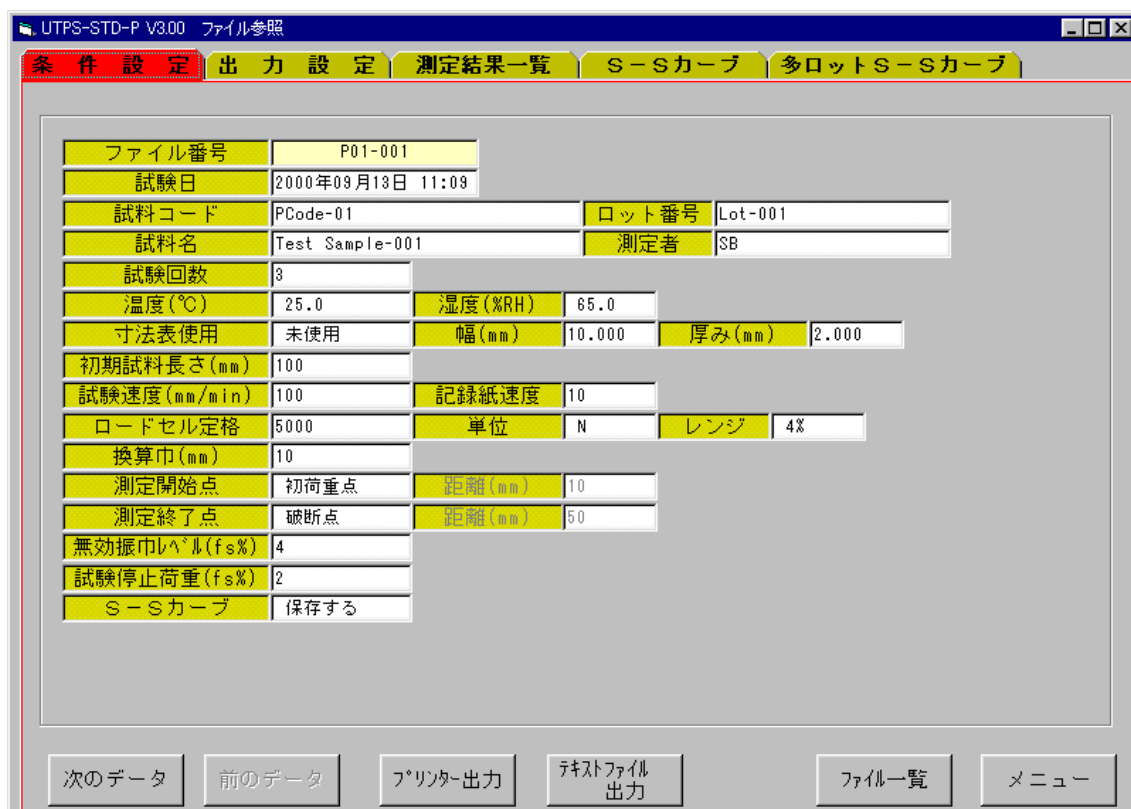 UTPS-STD-P V3.00 ファイル参照
条 件 設 定 出 力 設 定 測定結果一覧 S－Sカーブ 多ロットS－Sカーブ
ファイル番号 P01-001
試験日 2000年09月13日 11:09
試料コード PCode-01 ロット番号 Lot-001
試料名 Test Sample-001 測定者 SB
試験回数 3
温度(℃) 25.0 湿度(%RH) 65.0
寸法表使用 未使用 幅(mm) 10.000 厚み(mm) 2.000
初期試料長さ(mm) 100
試験速度(mm/min) 100 記録紙速度 10
ロードセル定格 5000 単位 N レンジ 4%
換算巾(mm) 10
測定開始点 初荷重点 距離(mm) 10
測定終了点 破断点 距離(mm) 50
無効振巾ﾚﾍﾞﾙ(fs%) 4
試験停止荷重(fs%) 2
S－Sカーブ 保存する
次のデータ 前のデータ ﾌﾟﾘﾝﾀｰ出力 ﾃｷｽﾄﾌｧｲﾙ 出力 ﾌｧｲﾙ一覧 メニュー